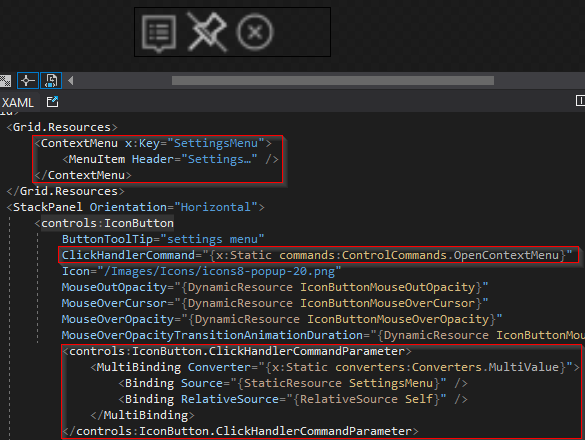 XAML
<Grid.Resources>
<ContextMenu x:Key="SettingsMenu">
<MenuItem Header="Settings…" />
</ContextMenu>
</Grid.Resources>
<StackPanel Orientation="Horizontal">
<controls:IconButton
ButtonToolTip="settings menu"
ClickHandlerCommand="{x:Static commands:ControlCommands.OpenContextMenu}"
Icon="/Images/Icons/icons8-popup-20.png"
MouseOutOpacity="{DynamicResource IconButtonMouseOutOpacity}"
MouseOverCursor="{DynamicResource IconButtonMouseOverCursor}"
MouseOverOpacity="{DynamicResource IconButtonMouseOverOpacity}"
MouseOverOpacityTransitionAnimationDuration="{DynamicResource IconButtonMou
<controls:IconButton.ClickHandlerCommandParameter>
<MultiBinding Converter="{x:Static converters:Converters.MultiValue}">
<Binding Source="{StaticResource SettingsMenu}" />
<Binding RelativeSource="{RelativeSource Self}" />
</MultiBinding>
</controls:IconButton.ClickHandlerCommandParameter>